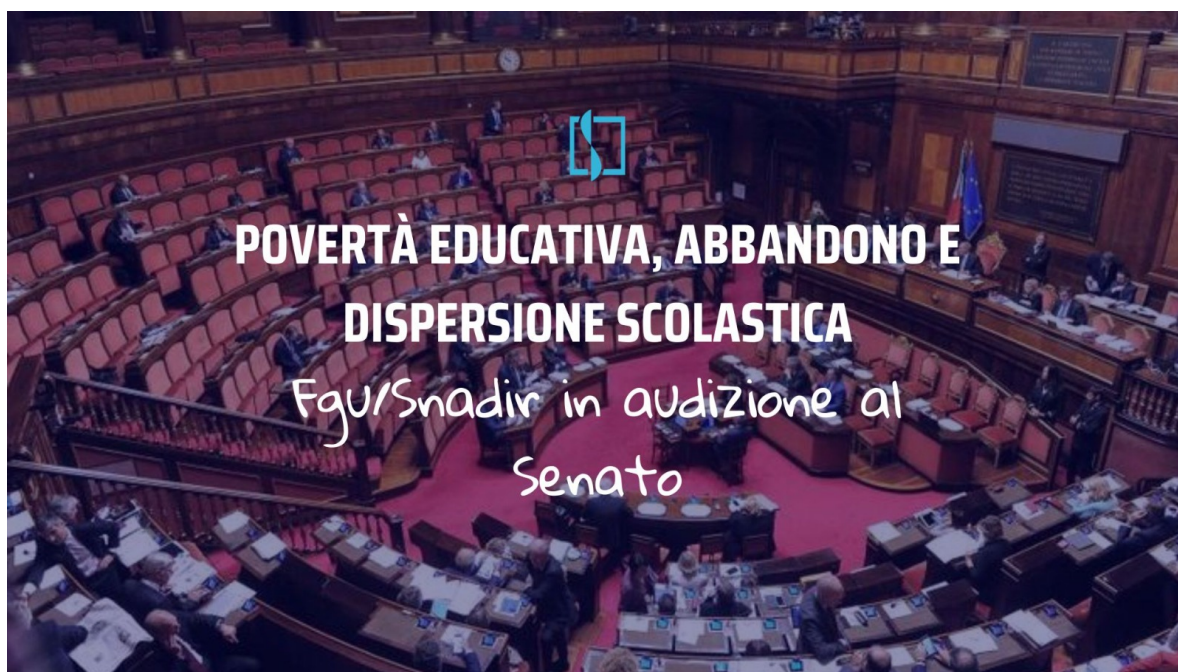 POVERTÀ EDUCATIVA, ABBANDONO E
DISPERSIONE SCOLASTICA
Fgu/Snadir in audizione al
Senato